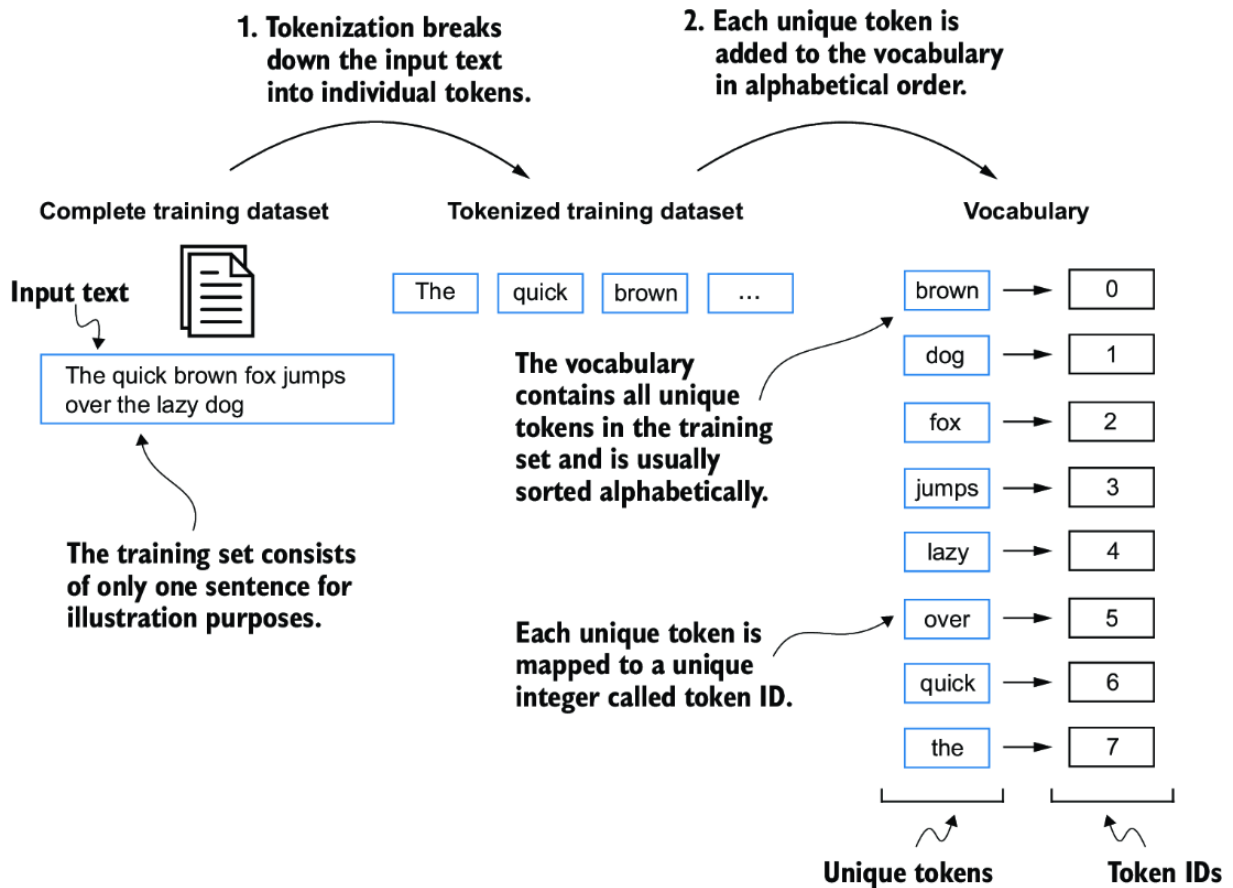 1. Tokenization breaks
down the input text
into individual tokens.
2. Each unique token is
added to the vocabulary
in alphabetical order.
Complete training dataset
Tokenized training dataset
Vocabulary
Input text
The quick brown fox jumps
over the lazy dog
The training set consists
of only one sentence for
illustration purposes.
The
quick
brown
...
The vocabulary
contains all unique
tokens in the training
set and is usually
sorted alphabetically.
Each unique token is
mapped to a unique
integer called token ID.
brown 0
dog 1
fox 2
jumps 3
lazy 4
over 5
quick 6
the 7
Unique tokens
Token IDs